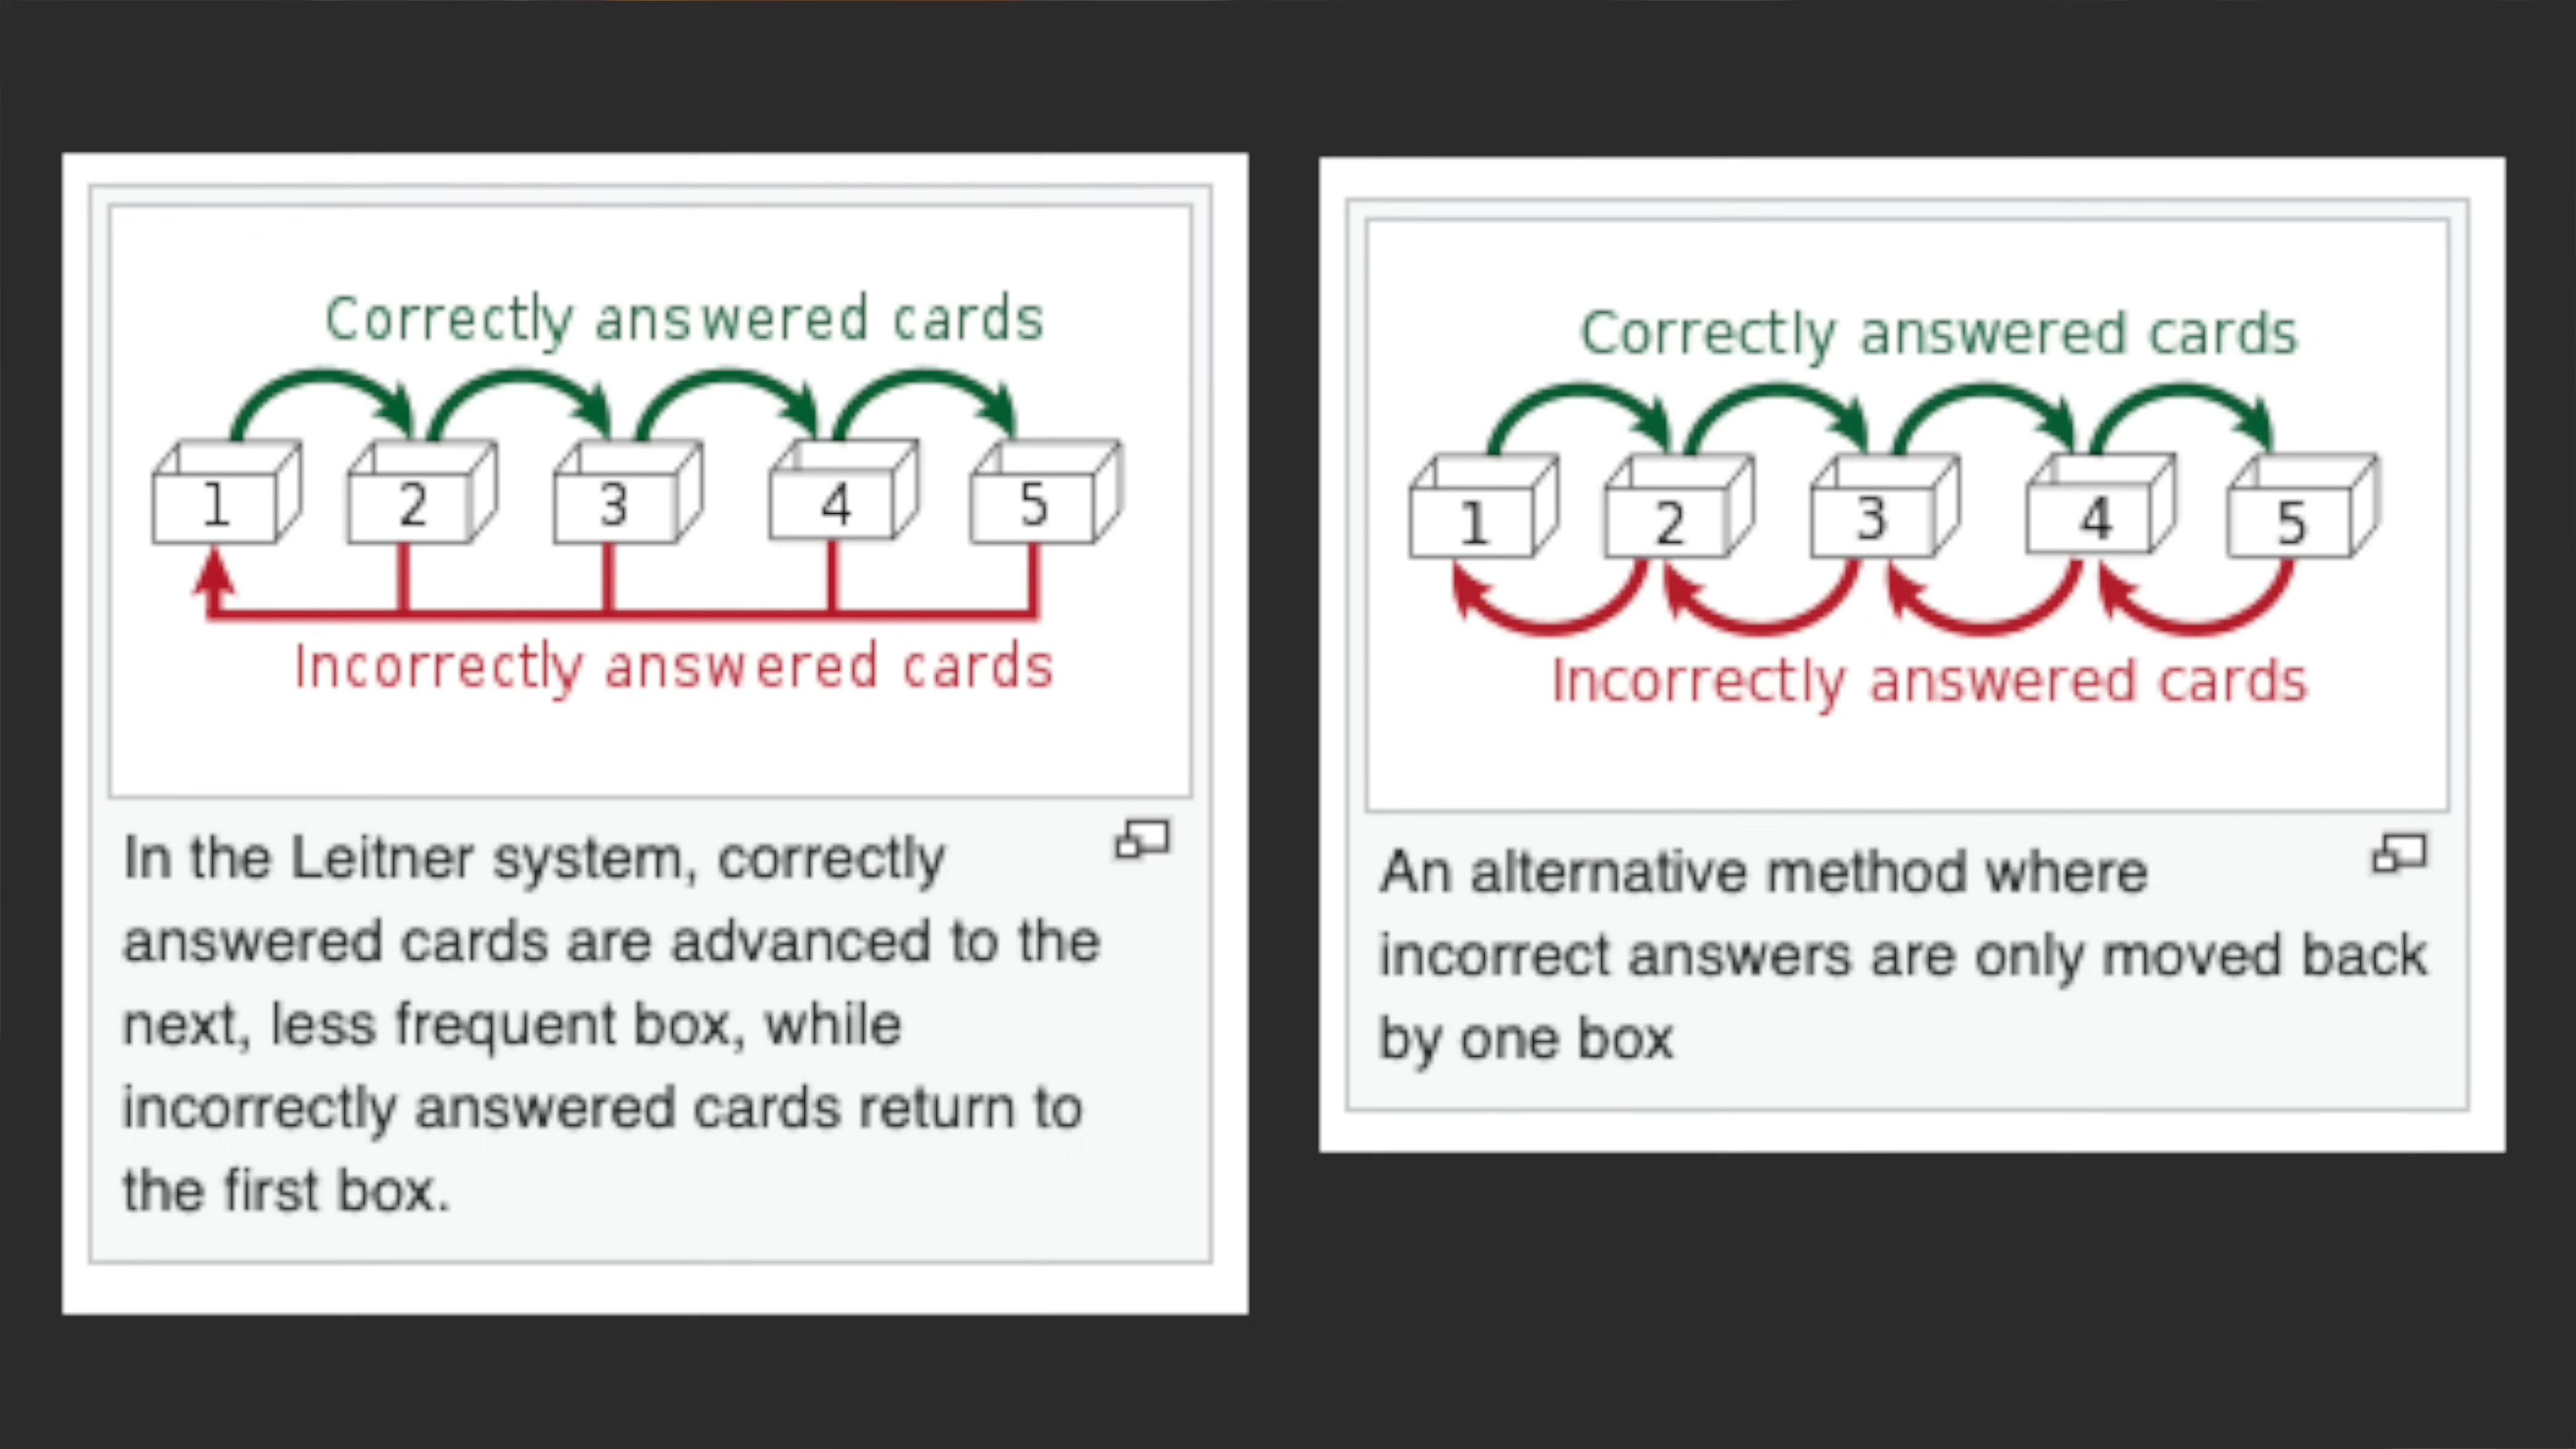 Correctly answered cards
1 2 3 4 5
Incorrectly answered cards
In the Leitner system, correctly
answered cards are advanced to the
next, less frequent box, while
incorrectly answered cards return to
the first box.
Correctly answered cards
1 2 3 4 5
Incorrectly answered cards
An alternative method where
incorrect answers are only moved back
by one box